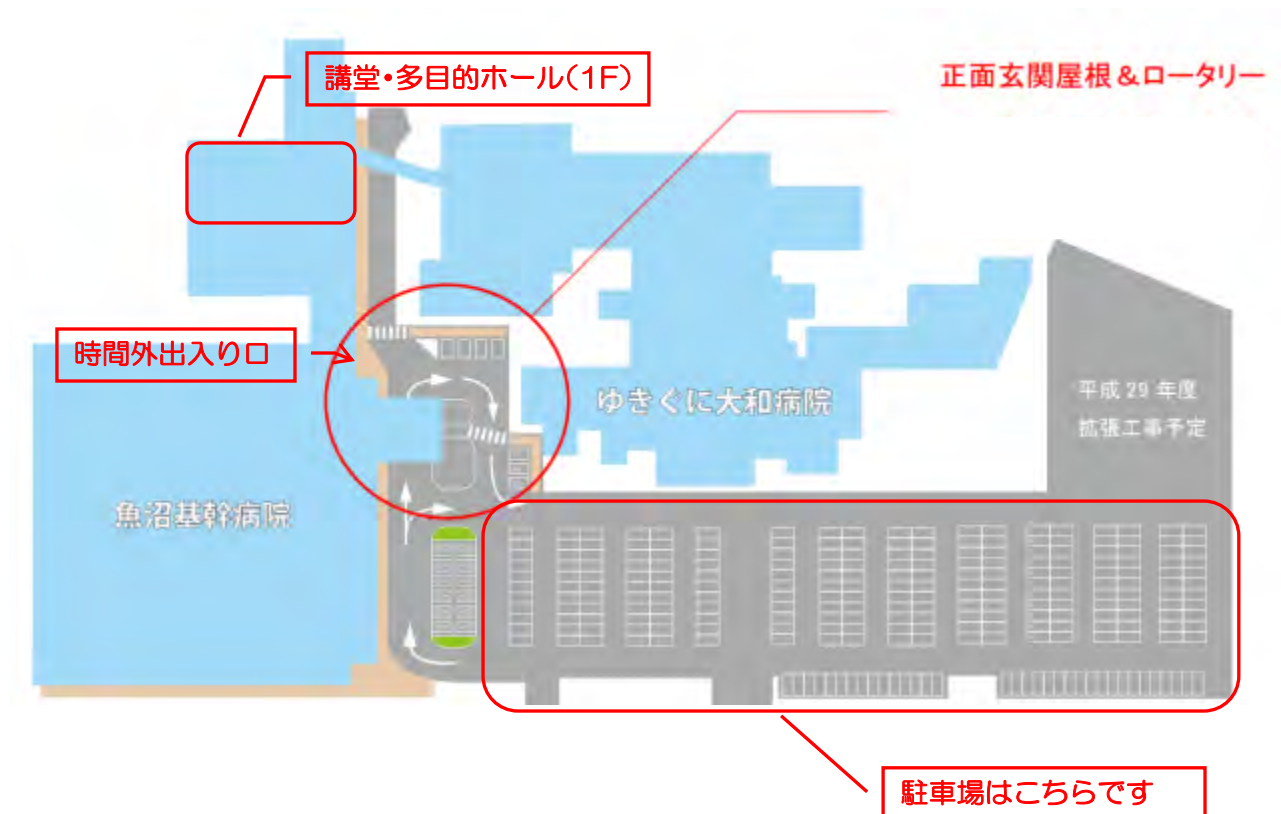 講堂・多目的ホール(1F)
正面玄関屋根&ロータリー
時間外出入り口
ゆきぐに大和病院
平成29年度
拡張工事予定
魚沼基幹病院
駐車場はこちらです